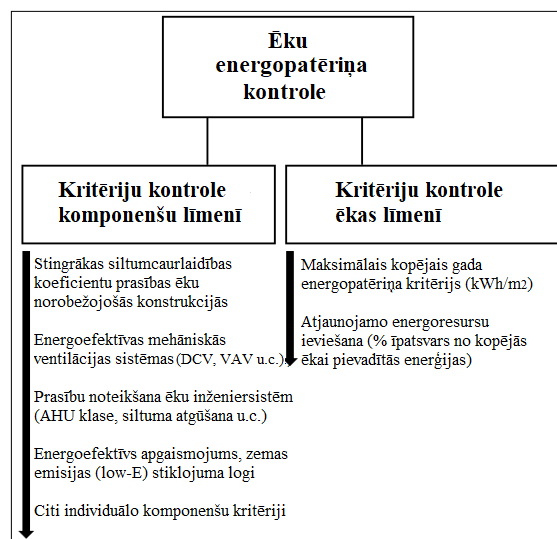 Ēku
energopatēriņa
kontrole
Kritēriju kontrole
komponenšu līmenī
Kritēriju kontrole
ēkas līmenī
Stingrākas siltumcaurlaidības
koeficientu prasības ēku
norobežojošās konstrukcijās
Energoefektīvas mehāniskās
ventilācijas sistēmas (DCV, VAV u.c.)
Prasību noteikšana ēku inženiersistēm
(AHU klase, siltuma atgūšana u.c.)
Energoefektīvs apgaismojums, zemas
emisijas (low-E) stiklojuma logi
Citi individuālo komponenšu kritēriji
Maksimālais kopējais gada
energopatēriņa kritērijs (kWh/m2)
Atjaunojamo energoresursu
ieviešana (% īpatsvars no kopējās
ēkai pievadītās enerģijas)